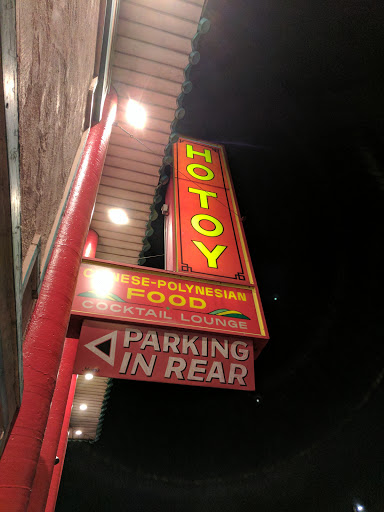 HO TOY
CHINESE-POLYNESIAN
FOOD
COCKTAIL LOUNGE
PARKING
IN REAR